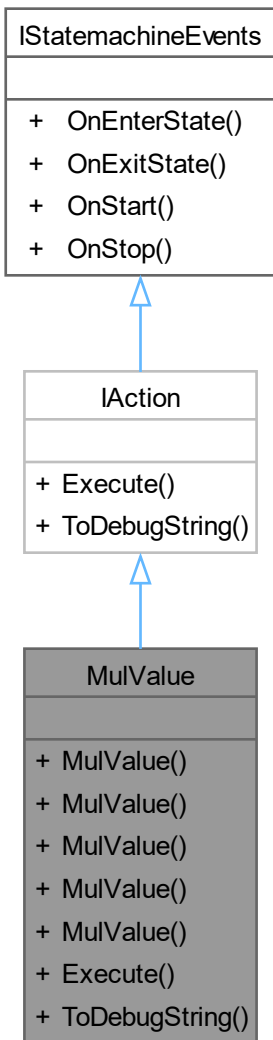 IStatemachineEvents
+ OnEnterState()
+ OnExitState()
+ OnStart()
+ OnStop()
IAction
+ Execute()
+ ToDebugString()
MulValue
+ MulValue()
+ MulValue()
+ MulValue()
+ MulValue()
+ MulValue()
+ Execute()
+ ToDebugString()